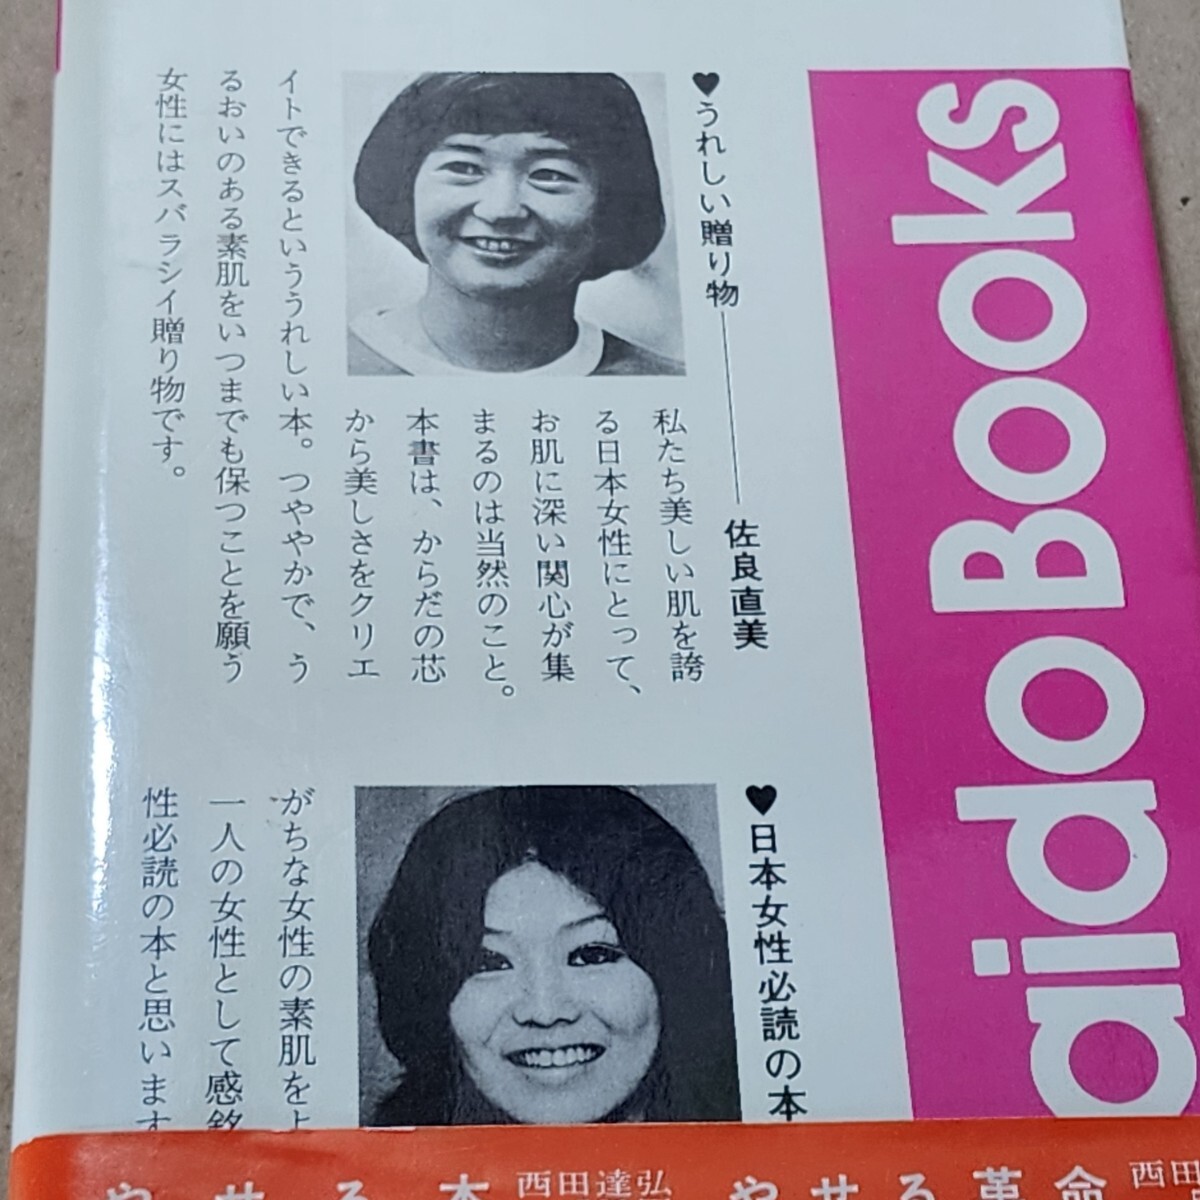 aido Books
♥うれしい贈り物――佐良直美
私たち美しい肌を誇
る日本女性にとって、
お肌に深い関心が集
まるのは当然のこと。
本書は、からだの芯
から美しさをクリエ
イトできるといううれしい本。つややかで、う
るおいのある素肌をいつまでも保つことを願う
女性にはスバラシイ贈り物です。
♥日本女性必読の本
がちな女性の素肌をよ
一人の女性として感銘
性必読の本と思います
やせる本 西田達弘
やせる革命 西田